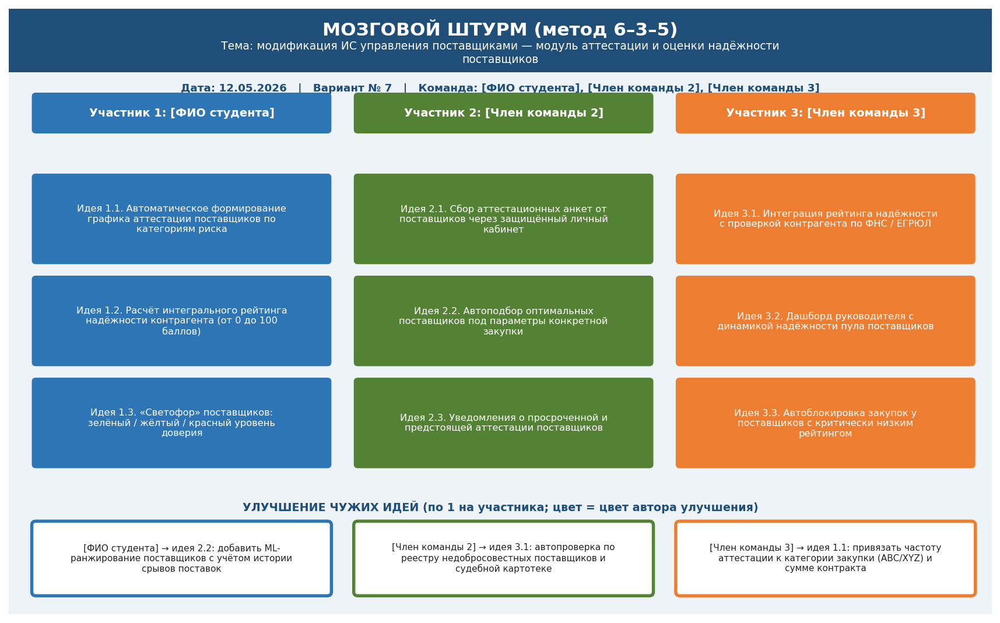 МОЗГОВОЙ ШТУРМ (метод 6–3–5)
Тема: модификация ИС управления поставщиками — модуль аттестации и оценки надёжности
поставщиков
Дата: 12.05.2026 | Вариант № 7 | Команда: [ФИО студента], [Член команды 2], [Член команды 3]
Участник 1: [ФИО студента]
Участник 2: [Член команды 2]
Участник 3: [Член команды 3]
Идея 1.1. Автоматическое формирование
графика аттестации поставщиков по
категориям риска
Идея 2.1. Сбор аттестационных анкет от
поставщиков через защищённый личный
кабинет
Идея 3.1. Интеграция рейтинга надёжности
с проверкой контрагента по ФНС / ЕГРЮЛ
Идея 1.2. Расчёт интегрального рейтинга
надёжности контрагента (от 0 до 100
баллов)
Идея 2.2. Автоподбор оптимальных
поставщиков под параметры конкретной
закупки
Идея 3.2. Дашборд руководителя с
динамикой надёжности пула поставщиков
Идея 1.3. «Светофор» поставщиков:
зелёный / жёлтый / красный уровень
доверия
Идея 2.3. Уведомления о просроченной и
предстоящей аттестации поставщиков
Идея 3.3. Автоблокировка закупок у
поставщиков с критически низким
рейтингом
УЛУЧШЕНИЕ ЧУЖИХ ИДЕЙ (по 1 на участника; цвет = цвет автора улучшения)
[ФИО студента] → идея 2.2: добавить ML-
ранжирование поставщиков с учётом истории
срывов поставок
[Член команды 2] → идея 3.1: автопроверка по
реестру недобросовестных поставщиков и
судебной картотеке
[Член команды 3] → идея 1.1: привязать частоту
аттестации к категории закупки (ABC/XYZ) и
сумме контракта